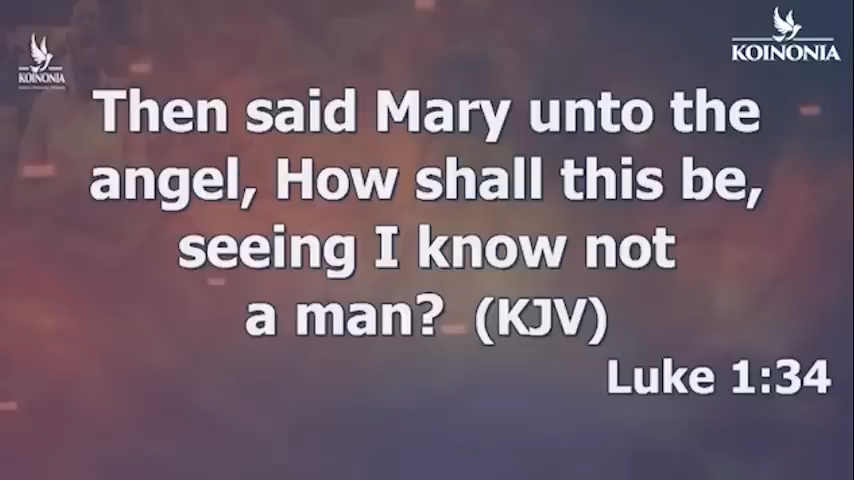 KOINONIA
KOINONIA
Then said Mary unto the
angel, How shall this be,
seeing I know not
a man? (KJV)
Luke 1:34